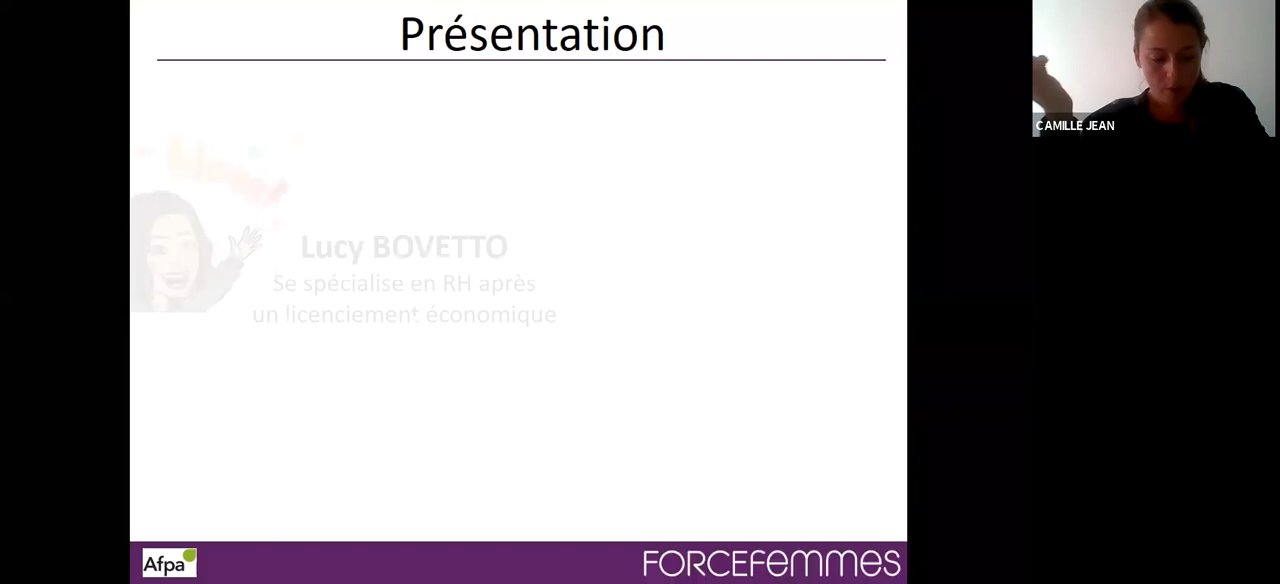 Présentation
CAMILLE JEAN
Lucy BOVETTO
Se spécialise en RH après
un licenciement économique
Afpa
FORCEFEMMES